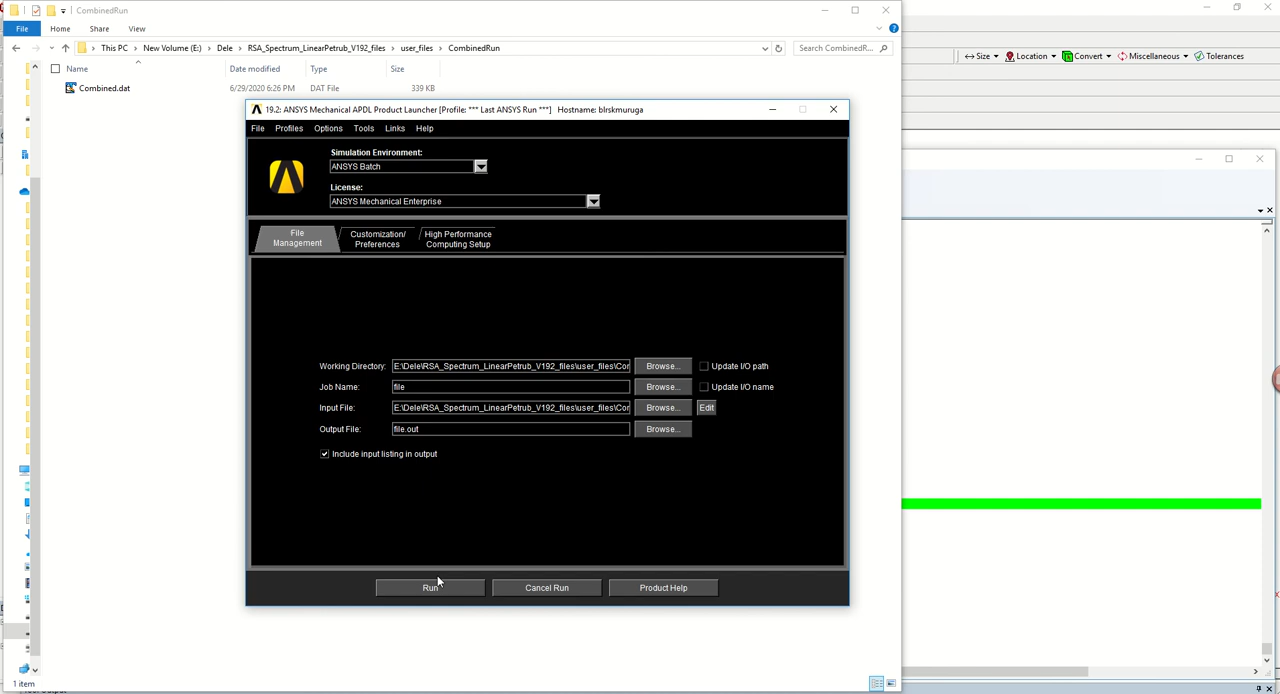 CombinedRun
File Home Share View
This PC > New Volume (E:) > Dele > RSA_Spectrum_LinearPetrub_V192_files > user_files > CombinedRun
Search CombinedR...
Size Location Convert Miscellaneous Tolerances
Name Date modified Type Size
Combined.dat 6/29/2020 6:26 PM DAT File 339 KB
19.2: ANSYS Mechanical APDL Product Launcher [Profile: *** Last ANSYS Run ***] Hostname: blrskmuruga
File Profiles Options Tools Links Help
Simulation Environment:
ANSYS Batch
License:
ANSYS Mechanical Enterprise
File Management
Customization/ Preferences
High Performance Computing Setup
Working Directory: E:\Dele\RSA_Spectrum_LinearPetrub_V192_files\user_files\Cor Browse... Update I/O path
Job Name: file Browse... Update I/O name
Input File: E:\Dele\RSA_Spectrum_LinearPetrub_V192_files\user_files\Cor Browse... Edit
Output File: file.out Browse...
Include input listing in output
Run Cancel Run Product Help
1 item